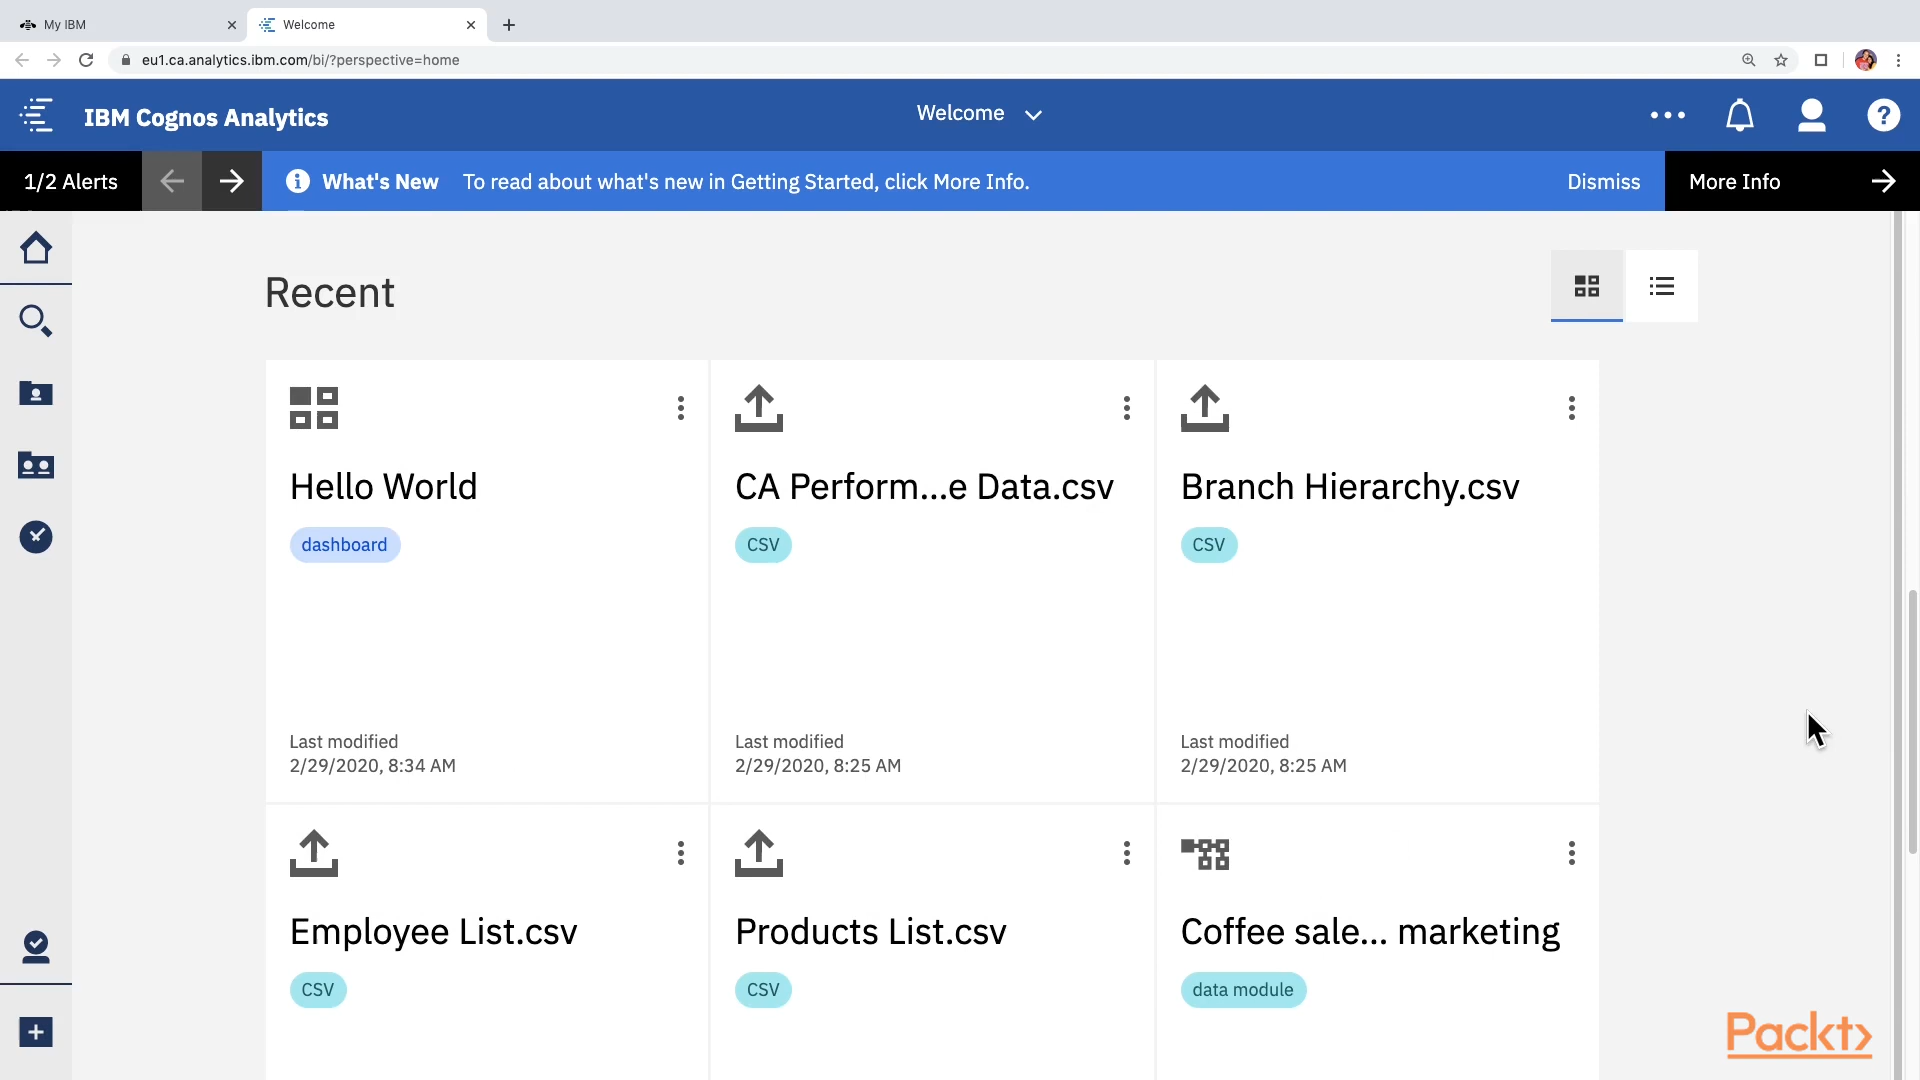 My IBM
Welcome
eu1.ca.analytics.ibm.com/bi/?perspective=home
IBM Cognos Analytics
Welcome
1/2 Alerts
What's New To read about what's new in Getting Started, click More Info.
Dismiss
More Info
Recent
Hello World
dashboard
Last modified
2/29/2020, 8:34 AM
CA Perform...e Data.csv
CSV
Last modified
2/29/2020, 8:25 AM
Branch Hierarchy.csv
CSV
Last modified
2/29/2020, 8:25 AM
Employee List.csv
CSV
Products List.csv
CSV
Coffee sale... marketing
data module
Packt>